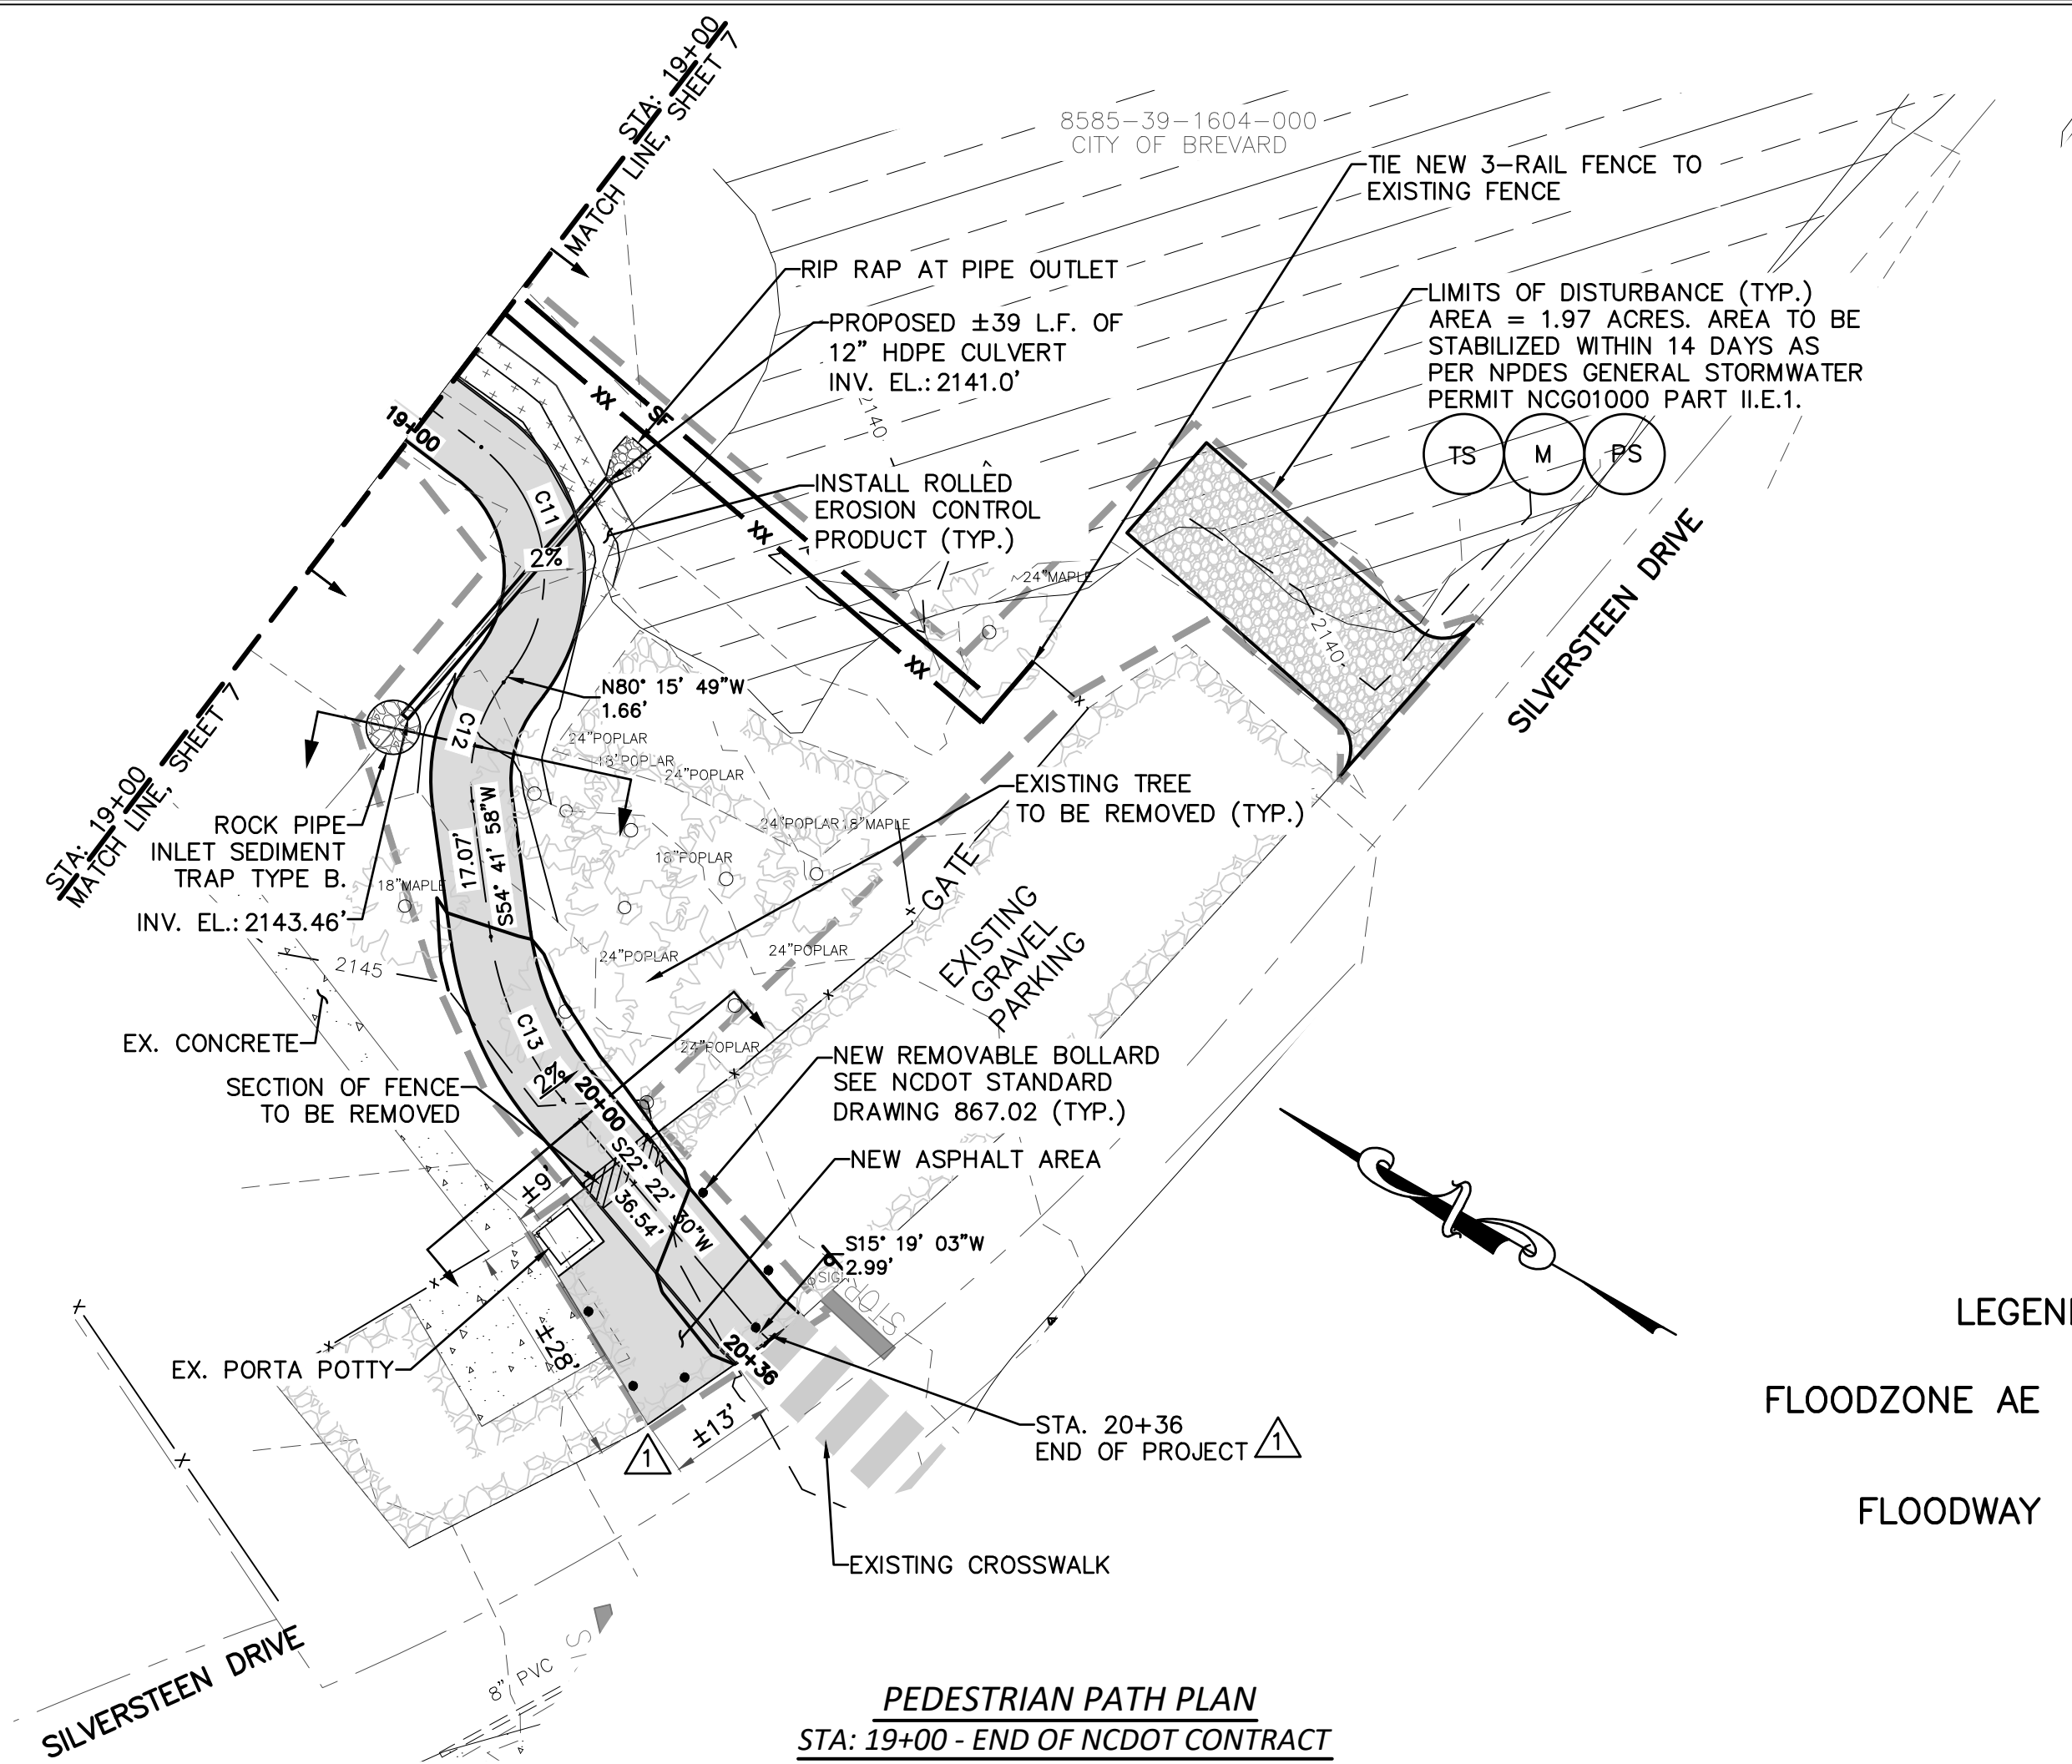 STA: 19+00
MATCH LINE, SHEET 7
8585-39-1604-000
CITY OF BREVARD
TIE NEW 3-RAIL FENCE TO
EXISTING FENCE
RIP RAP AT PIPE OUTLET
PROPOSED ±39 L.F. OF
12" HDPE CULVERT
INV. EL.: 2141.0'
LIMITS OF DISTURBANCE (TYP.)
AREA = 1.97 ACRES. AREA TO BE
STABILIZED WITHIN 14 DAYS AS
PER NPDES GENERAL STORMWATER
PERMIT NCG01000 PART II.E.1.
TS
M
PS
XX
SF
2140
19+00
C11
2%
INSTALL ROLLED
EROSION CONTROL
PRODUCT (TYP.)
XX
24"MAPLE
XX
2140
SILVERSTEEN DRIVE
N80° 15' 49"W
1.66'
C12
24"POPLAR
18"POPLAR
24"POPLAR
EXISTING TREE
TO BE REMOVED (TYP.)
STA: 19+00
MATCH LINE, SHEET 7
ROCK PIPE
INLET SEDIMENT
TRAP TYPE B.
INV. EL.: 2143.46'
17.07'
S54° 41' 58"W
24"POPLAR
18"MAPLE
18"POPLAR
18"MAPLE
GATE
EXISTING
GRAVEL
PARKING
24"POPLAR
24"POPLAR
2145
EX. CONCRETE
C13
24"POPLAR
2%
20+00
SECTION OF FENCE
TO BE REMOVED
NEW REMOVABLE BOLLARD
SEE NCDOT STANDARD
DRAWING 867.02 (TYP.)
NEW ASPHALT AREA
S22° 22' 30"W
36.54'
±9'
S15° 19' 03"W
2.99'
SIGN
STOP
EX. PORTA POTTY
±28'
20+36
±13'
1
STA. 20+36
END OF PROJECT
1
EXISTING CROSSWALK
LEGEN
FLOODZONE AE
FLOODWAY
S
8" PVC
SILVERSTEEN DRIVE
PEDESTRIAN PATH PLAN
STA: 19+00 - END OF NCDOT CONTRACT